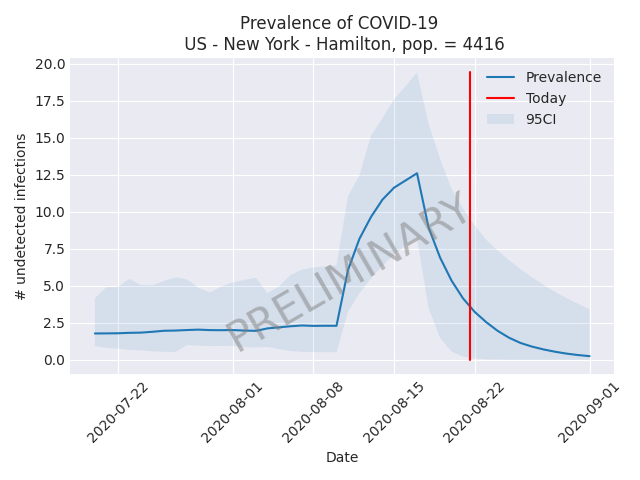 Prevalence of COVID-19
US - New York - Hamilton, pop. = 4416
20.0
17.5
15.0
12.5
10.0
7.5
5.0
2.5
0.0
# undetected infections
Prevalence
Today
95CI
PRELIMINARY
2020-07-22
2020-08-01
2020-08-08
2020-08-15
2020-08-22
2020-09-01
Date